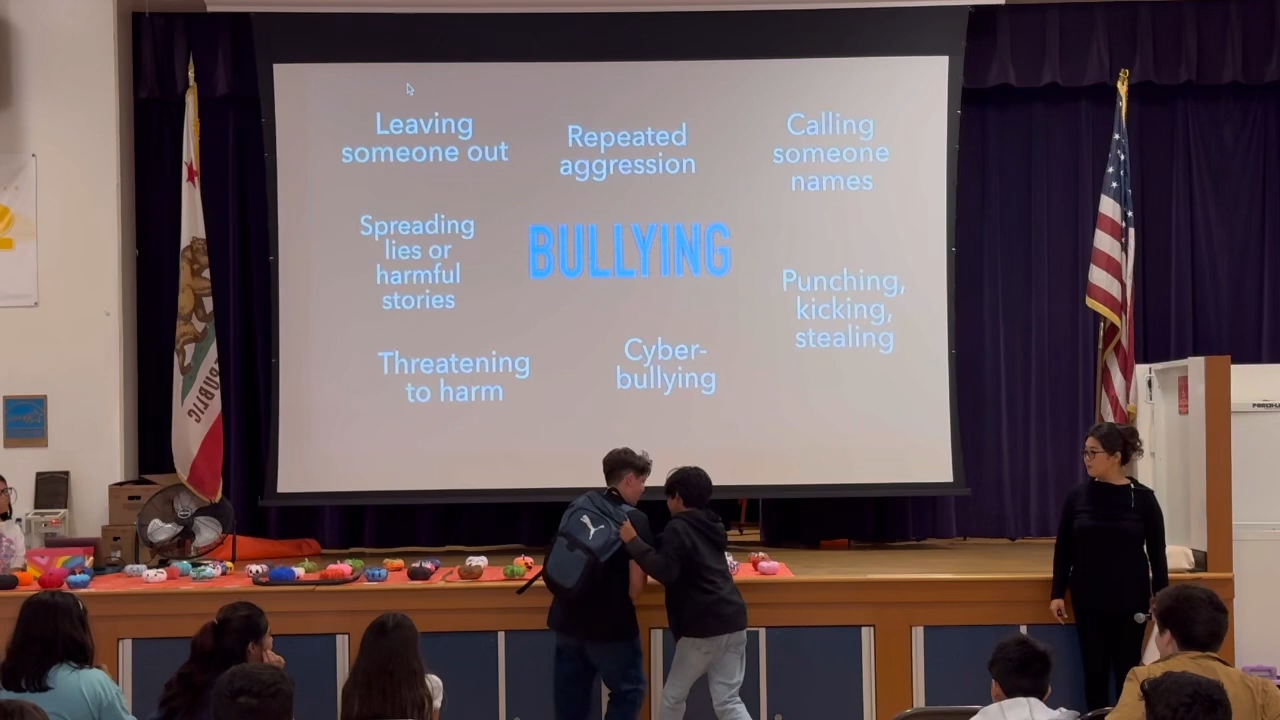 Leaving
someone out
Repeated
aggression
Calling
someone
names
Spreading
lies or
harmful
stories
BULLYING
Punching,
kicking,
stealing
Threatening
to harm
Cyber-
bullying
REPUBLIC